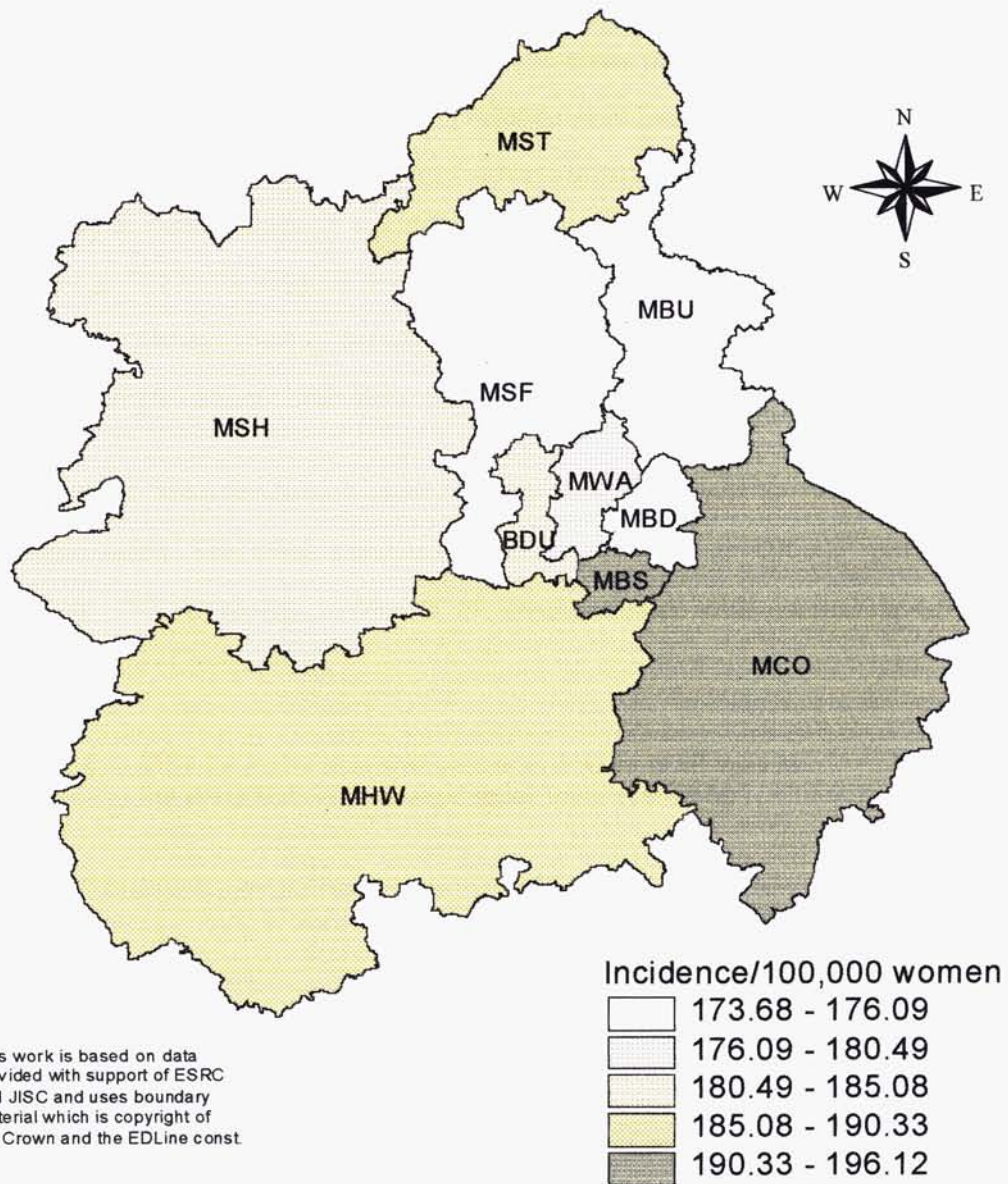 MST
N
W E
S
MBU
MSF
MSH
MWA
MBD
BDU
MBS
MCO
MHW
Incidence/100,000 women
173.68 - 176.09
176.09 - 180.49
180.49 - 185.08
185.08 - 190.33
190.33 - 196.12
s work is based on data
vided with support of ESRC
JISC and uses boundary
terial which is copyright of
Crown and the EDLine const.